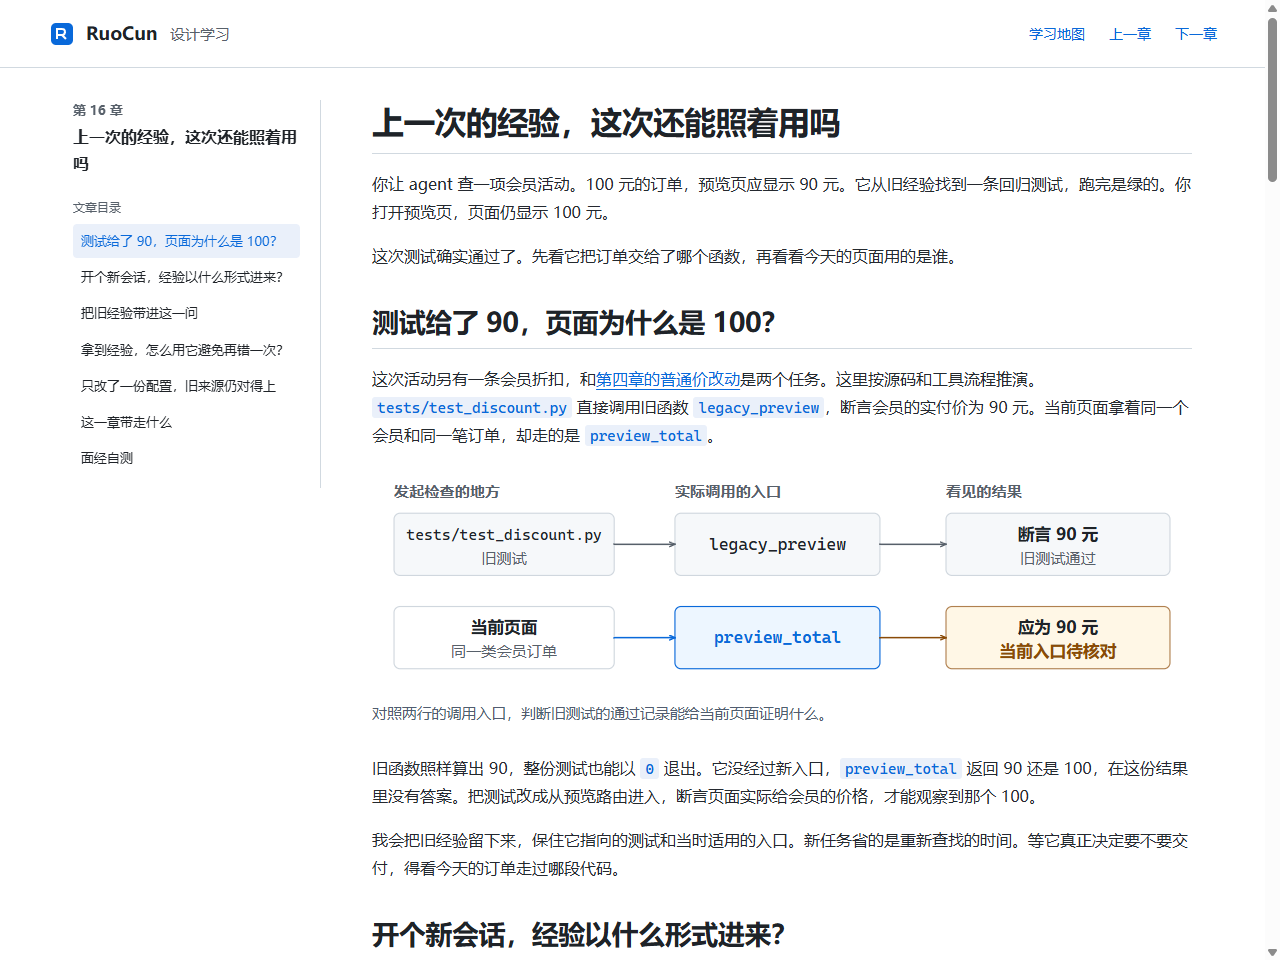 RuoCun 设计学习
学习地图 上一章 下一章
第 16 章
上一次的经验，这次还能照着用
吗
文章目录
测试给了 90，页面为什么是 100？
开个新会话，经验以什么形式进来？
把旧经验带进这一问
拿到经验，怎么用它避免再错一次？
只改了一份配置，旧来源仍对得上
这一章带走什么
面经自测
上一次的经验，这次还能照着用吗
你让 agent 查一项会员活动。100 元的订单，预览页应显示 90 元。它从旧经验找到一条回归测试，跑完是绿的。你
打开预览页，页面仍显示 100 元。
这次测试确实通过了。先看它把订单交给了哪个函数，再看看今天的页面用的是谁。
测试给了 90，页面为什么是 100？
这次活动另有一条会员折扣，和第四章的普通价改动是两个任务。这里按源码和工具流程推演。
tests/test_discount.py 直接调用旧函数 legacy_preview，断言会员的实付价为 90 元。当前页面拿着同一个
会员和同一笔订单，却走的是 preview_total。
发起检查的地方 实际调用的入口 看见的结果
tests/test_discount.py
旧测试
legacy_preview
断言 90 元
旧测试通过
当前页面
同一类会员订单
preview_total
应为 90 元
当前入口待核对
对照两行的调用入口，判断旧测试的通过记录能给当前页面证明什么。
旧函数照样算出 90，整份测试也能以 0 退出。它没经过新入口，preview_total 返回 90 还是 100，在这份结果
里没有答案。把测试改成从预览路由进入，断言页面实际给会员的价格，才能观察到那个 100。
我会把旧经验留下来，保住它指向的测试和当时适用的入口。新任务省的是重新查找的时间。等它真正决定要不要交
付，得看今天的订单走过哪段代码。
开个新会话，经验以什么形式进来？